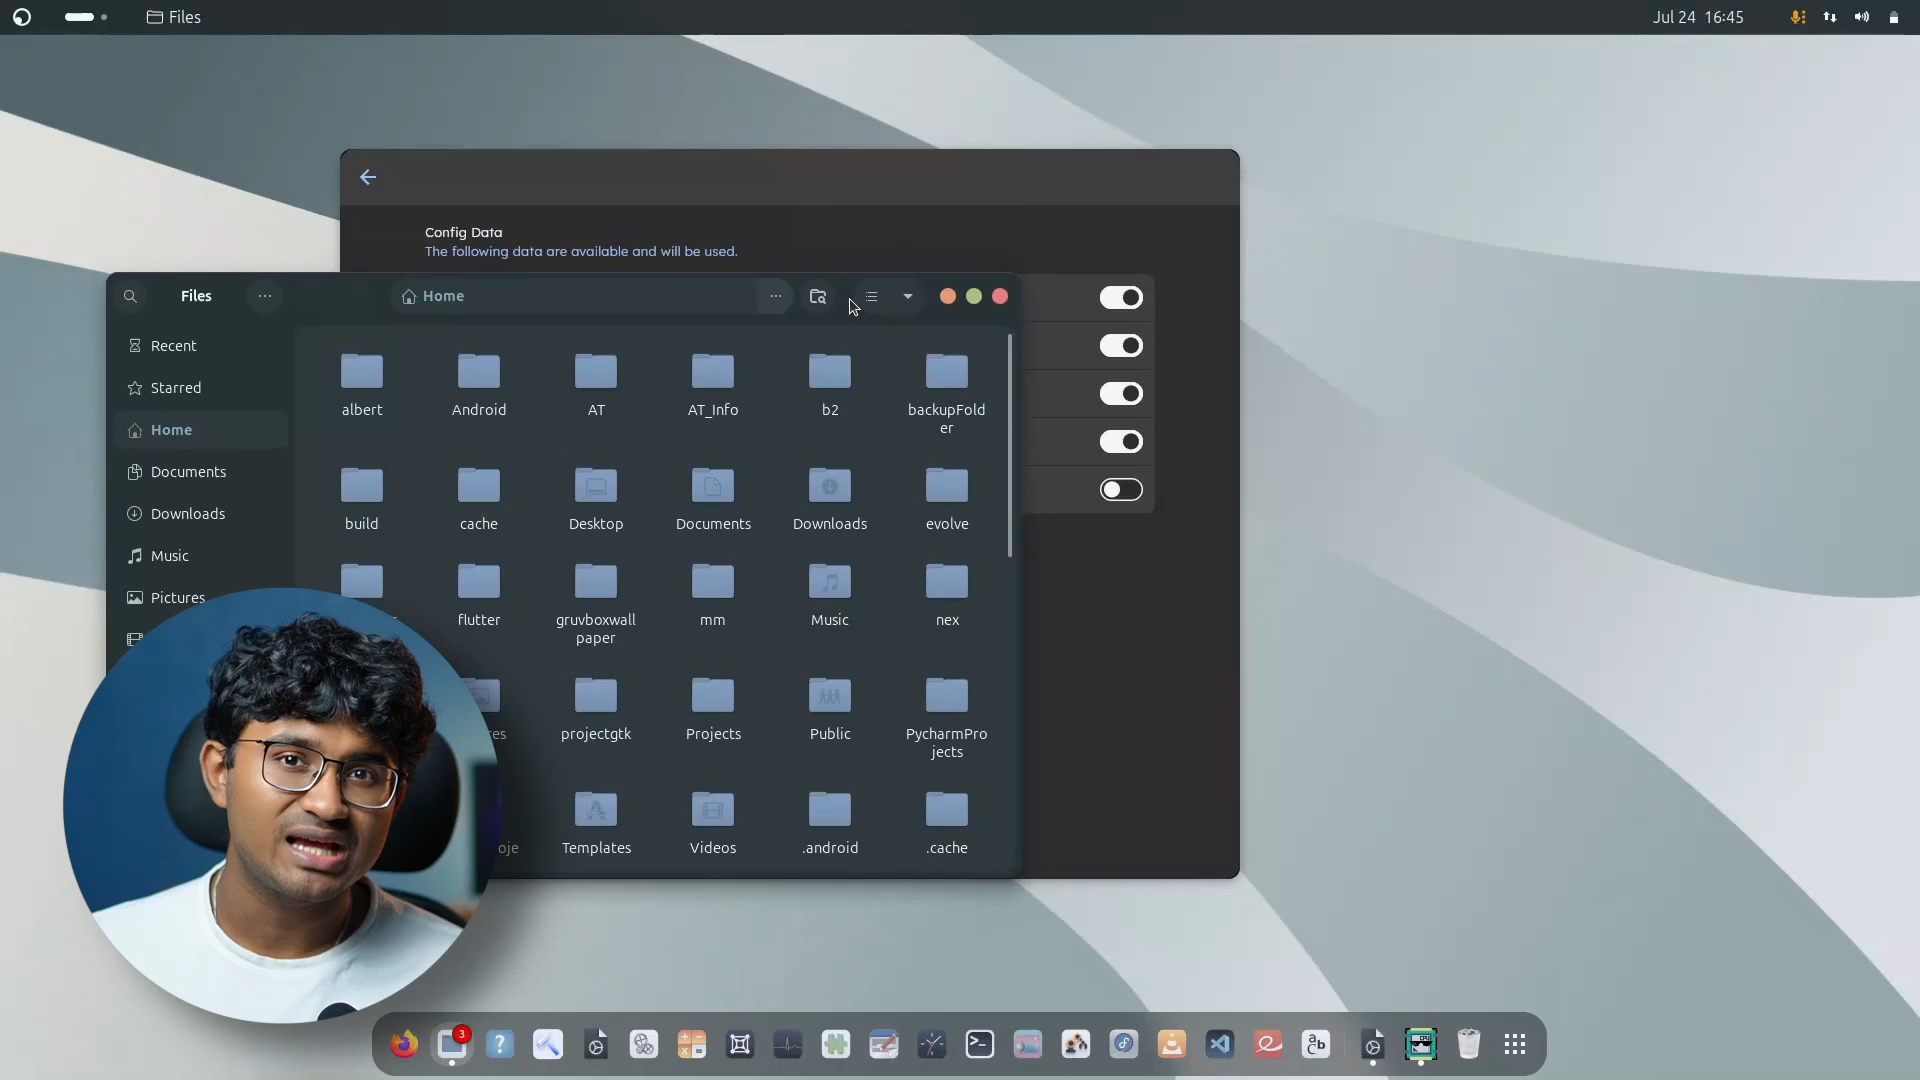 Files
Jul 24 16:45
Config Data
The following data are available and will be used.
Files
Home
Recent
Starred
Home
Documents
Downloads
Music
Pictures
albert
Android
AT
AT_Info
b2
backupFold
er
build
cache
Desktop
Documents
Downloads
evolve
flutter
gruvboxwall
paper
mm
Music
nex
projectgtk
Projects
Public
PycharmPro
jects
Templates
Videos
.android
.cache
3